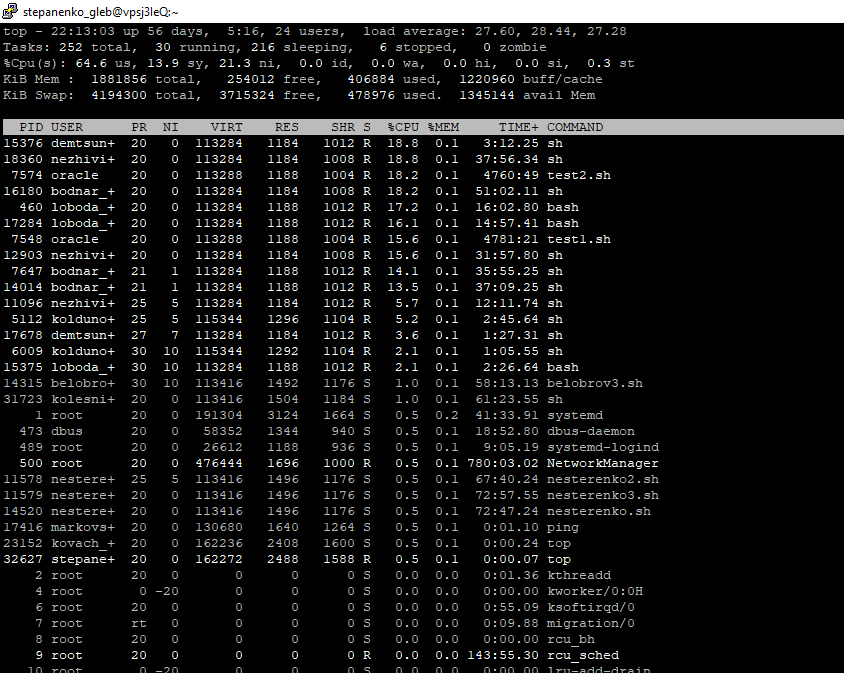 stepanenko_gleb@vpsj3leQ:~
top - 22:13:03 up 56 days,  5:16, 24 users,  load average: 27.60, 28.44, 27.28
Tasks: 252 total,  30 running, 216 sleeping,   6 stopped,   0 zombie
%Cpu(s): 64.6 us, 13.9 sy, 21.3 ni,  0.0 id,  0.0 wa,  0.0 hi,  0.0 si,  0.3 st
KiB Mem :  1881856 total,   254012 free,   406884 used,  1220960 buff/cache
KiB Swap:  4194300 total,  3715324 free,   478976 used.  1345144 avail Mem
PID USER      PR  NI    VIRT    RES    SHR S  %CPU %MEM     TIME+ COMMAND
15376 demtsun+  20   0  113284   1184   1012 R  18.8  0.1   3:12.25 sh
18360 nezhivi+  20   0  113284   1184   1008 R  18.8  0.1  37:56.34 sh
7574 oracle    20   0  113288   1188   1004 R  18.2  0.1   4760:49 test2.sh
16180 bodnar_+  20   0  113284   1188   1008 R  18.2  0.1  51:02.11 sh
460 loboda_+  20   0  113284   1188   1012 R  17.2  0.1  16:02.80 bash
17284 loboda_+  20   0  113284   1188   1012 R  16.1  0.1  14:57.41 bash
7548 oracle    20   0  113288   1188   1004 R  15.6  0.1   4781:21 test1.sh
12903 nezhivi+  20   0  113284   1184   1008 R  15.6  0.1  31:57.80 sh
7647 bodnar_+  21   1  113284   1188   1012 R  14.1  0.1  35:55.25 sh
14014 bodnar_+  21   1  113284   1188   1012 R  13.5  0.1  37:09.25 sh
11096 nezhivi+  25   5  113284   1184   1012 R   5.7  0.1  12:11.74 sh
5112 kolduno+  25   5  115344   1296   1104 R   5.2  0.1   2:45.64 sh
17678 demtsun+  27   7  113284   1184   1012 R   3.6  0.1   1:27.31 sh
6009 kolduno+  30  10  115344   1292   1104 R   2.1  0.1   1:05.55 sh
15375 loboda_+  30  10  113284   1188   1012 R   2.1  0.1   2:26.64 bash
14315 belobro+  30  10  113416   1492   1176 S   1.0  0.1  58:13.13 belobrov3.sh
31723 kolesni+  20   0  113416   1504   1184 S   1.0  0.1  61:23.55 sh
1 root      20   0  191304   3124   1664 S   0.5  0.2  41:33.91 systemd
473 dbus      20   0   58352   1344    940 S   0.5  0.1  18:52.80 dbus-daemon
489 root      20   0   26612   1188    936 S   0.5  0.1   9:05.19 systemd-logind
500 root      20   0  476444   1696   1000 R   0.5  0.1 780:03.02 NetworkManager
11578 nestere+  25   5  113416   1496   1176 S   0.5  0.1  67:40.24 nesterenko2.sh
11579 nestere+  20   0  113416   1496   1176 S   0.5  0.1  72:57.55 nesterenko3.sh
14520 nestere+  20   0  113416   1496   1176 S   0.5  0.1  72:47.24 nesterenko.sh
17416 markovs+  20   0  130680   1640   1264 S   0.5  0.1   0:01.10 ping
23152 kovach_+  20   0  162236   2408   1600 S   0.5  0.1   0:00.24 top
32627 stepane+  20   0  162272   2488   1588 R   0.5  0.1   0:00.07 top
2 root      20   0       0      0      0 S   0.0  0.0   0:01.36 kthreadd
4 root       0 -20       0      0      0 S   0.0  0.0   0:00.00 kworker/0:0H
6 root      20   0       0      0      0 S   0.0  0.0   0:55.09 ksoftirqd/0
7 root      rt   0       0      0      0 S   0.0  0.0   0:09.88 migration/0
8 root      20   0       0      0      0 S   0.0  0.0   0:00.00 rcu_bh
9 root      20   0       0      0      0 R   0.0  0.0 143:55.30 rcu_sched
10 root       0 -20       0      0      0 S   0.0  0.0   0:00.00 lru-add-drain